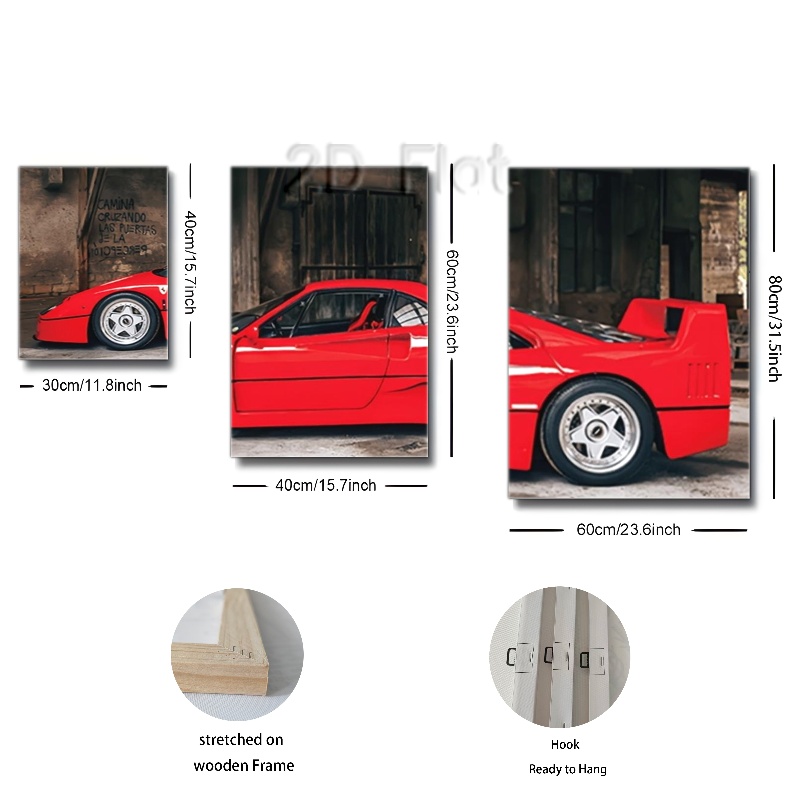 2D Flat
CAMINA
CRUZANDO
LAS PUERTAS
DE LA
40cm/15.7inch
30cm/11.8inch
60cm/23.6inch
40cm/15.7inch
80cm/31.5inch
60cm/23.6inch
stretched on
wooden Frame
Hook
Ready to Hang